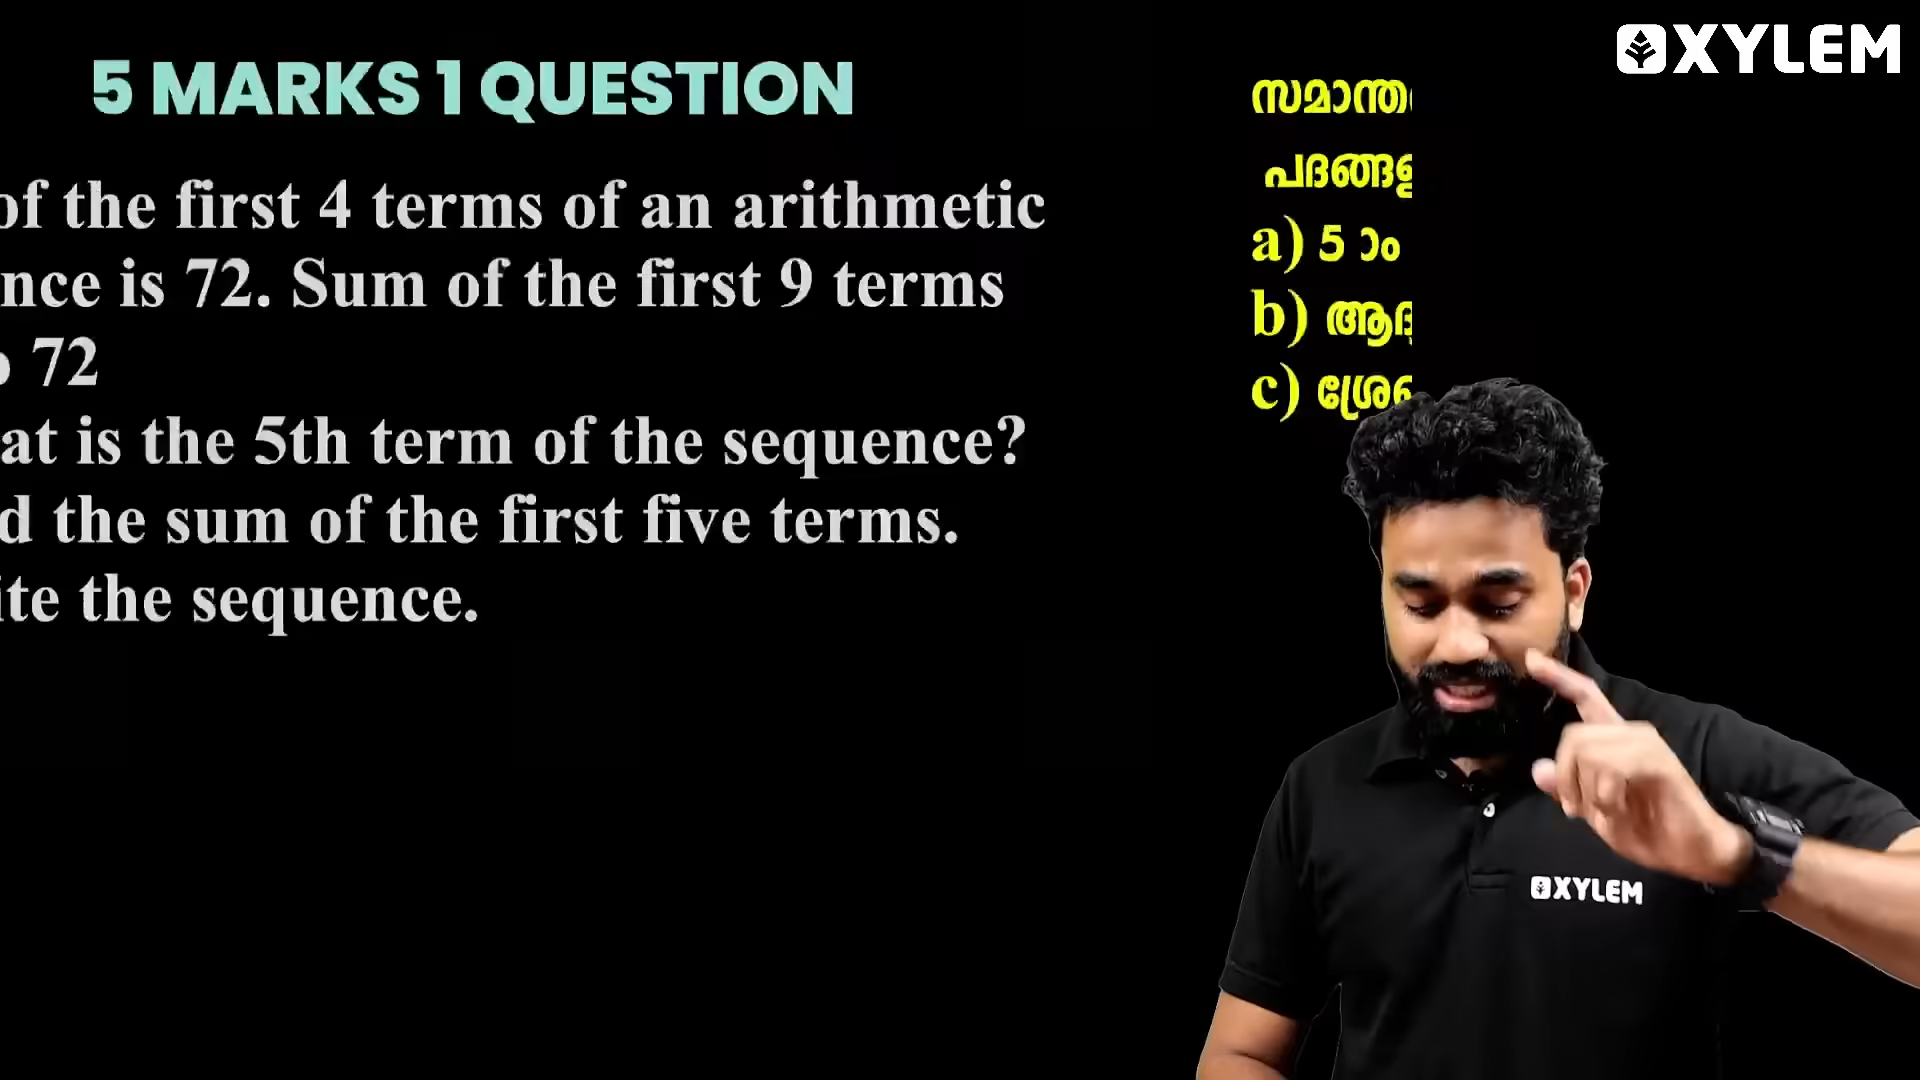 XYLEM
5 MARKS 1 QUESTION
of the first 4 terms of an arithmetic
nce is 72. Sum of the first 9 terms
72
at is the 5th term of the sequence?
d the sum of the first five terms.
ite the sequence.
സമാന്ത
പദങ്ങള
a) 5 ാം
b) ആദ
c) ശ്രേ
XYLEM